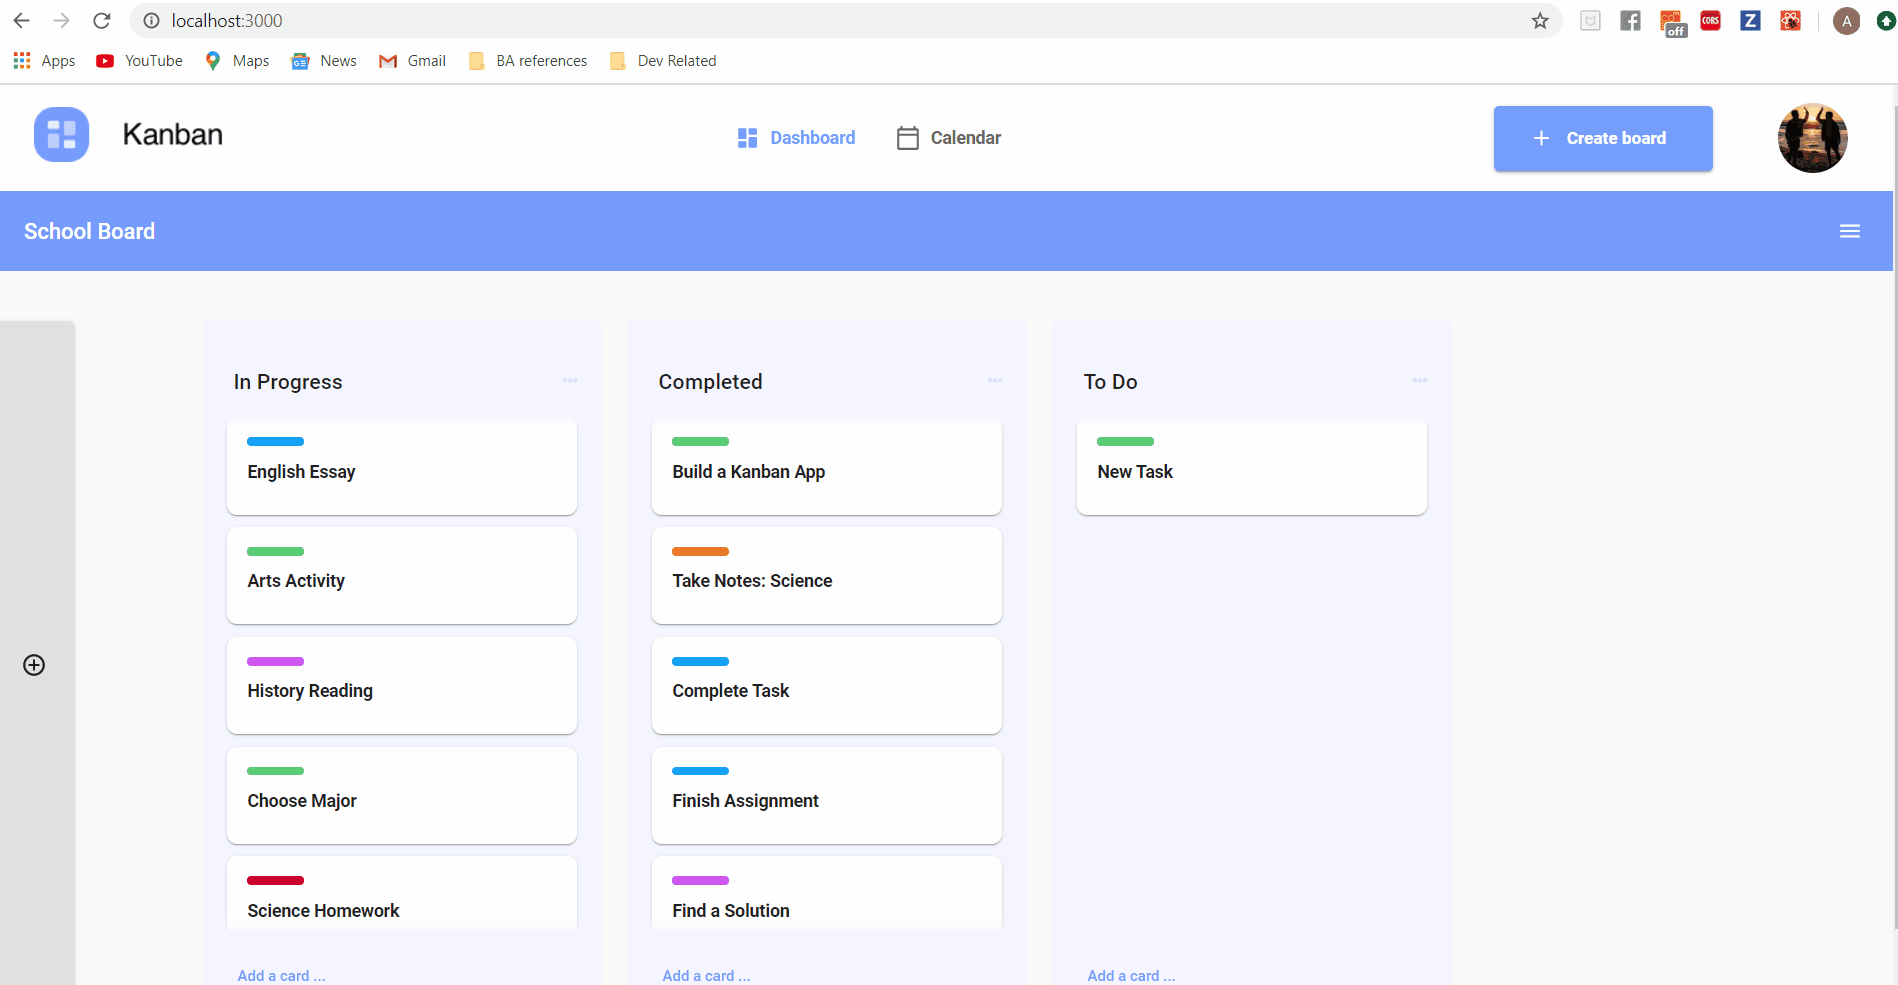 localhost:3000
off
CORS
Z
A
Apps
YouTube
Maps
GE
News
Gmail
BA references
Dev Related
Kanban
Dashboard
Calendar
Create board
School Board
In Progress
English Essay
Arts Activity
History Reading
Choose Major
Science Homework
Add a card ...
Completed
Build a Kanban App
Take Notes: Science
Complete Task
Finish Assignment
Find a Solution
Add a card ...
To Do
New Task
Add a card ...